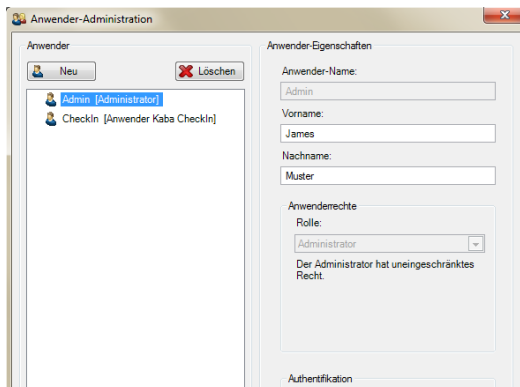 Anwender-Administration
Anwender
Neu
Löschen
Admin [Administrator]
CheckIn [Anwender Kaba CheckIn]
Anwender-Eigenschaften
Anwender-Name:
Admin
Vorname:
James
Nachname:
Muster
Anwenderrechte
Rolle:
Administrator
Der Administrator hat uneingeschränktes
Recht.
Authentifikation